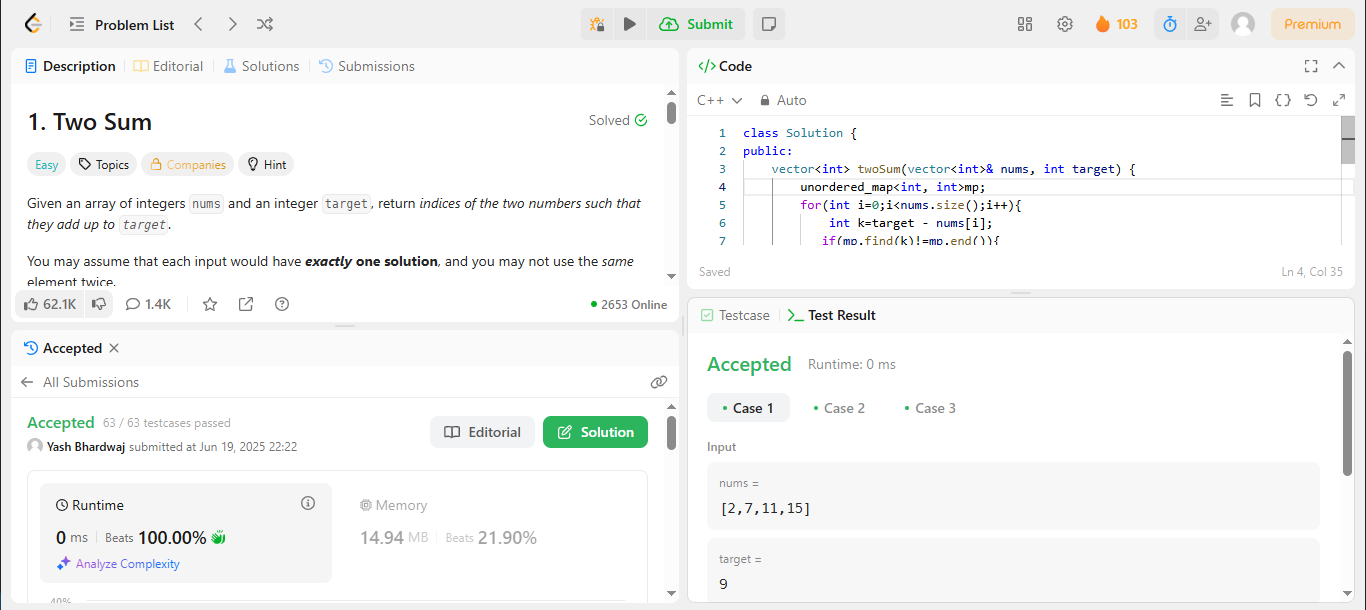 Problem List
Submit
103
Premium
Description
Editorial
Solutions
Submissions
1. Two Sum
Solved
Easy
Topics
Companies
Hint
Given an array of integers nums and an integer target, return indices of the two numbers such that
they add up to target.
You may assume that each input would have exactly one solution, and you may not use the same
element twice.
62.1K
1.4K
2653 Online
Accepted
All Submissions
Accepted 63 / 63 testcases passed
Yash Bhardwaj submitted at Jun 19, 2025 22:22
Editorial
Solution
Runtime
0 ms | Beats 100.00%
Analyze Complexity
Memory
14.94 MB | Beats 21.90%
40%
</> Code
C++
Auto
1 class Solution {
2 public:
3 vector<int> twoSum(vector<int>& nums, int target) {
4 unordered_map<int, int>mp;
5 for(int i=0;i<nums.size();i++){
6 int k=target - nums[i];
7 if(mp.find(k)!=mp.end()){
Saved
Ln 4, Col 35
Testcase
Test Result
Accepted Runtime: 0 ms
Case 1
Case 2
Case 3
Input
nums =
[2,7,11,15]
target =
9